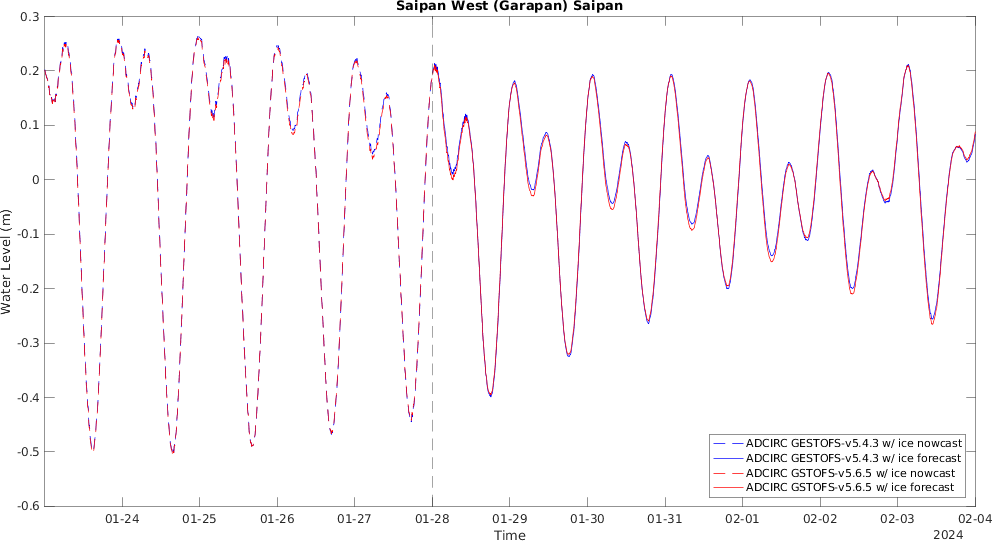 Saipan West (Garapan) Saipan
0.3
0.2
0.1
0
-0.1
-0.2
-0.3
-0.4
-0.5
-0.6
Water Level (m)
ADCIRC GESTOFS-v5.4.3 w/ ice nowcast
ADCIRC GESTOFS-v5.4.3 w/ ice forecast
ADCIRC GSTOFS-v5.6.5 w/ ice nowcast
ADCIRC GSTOFS-v5.6.5 w/ ice forecast
01-24 01-25 01-26 01-27 01-28 01-29 01-30 01-31 02-01 02-02 02-03 02-04
Time
2024